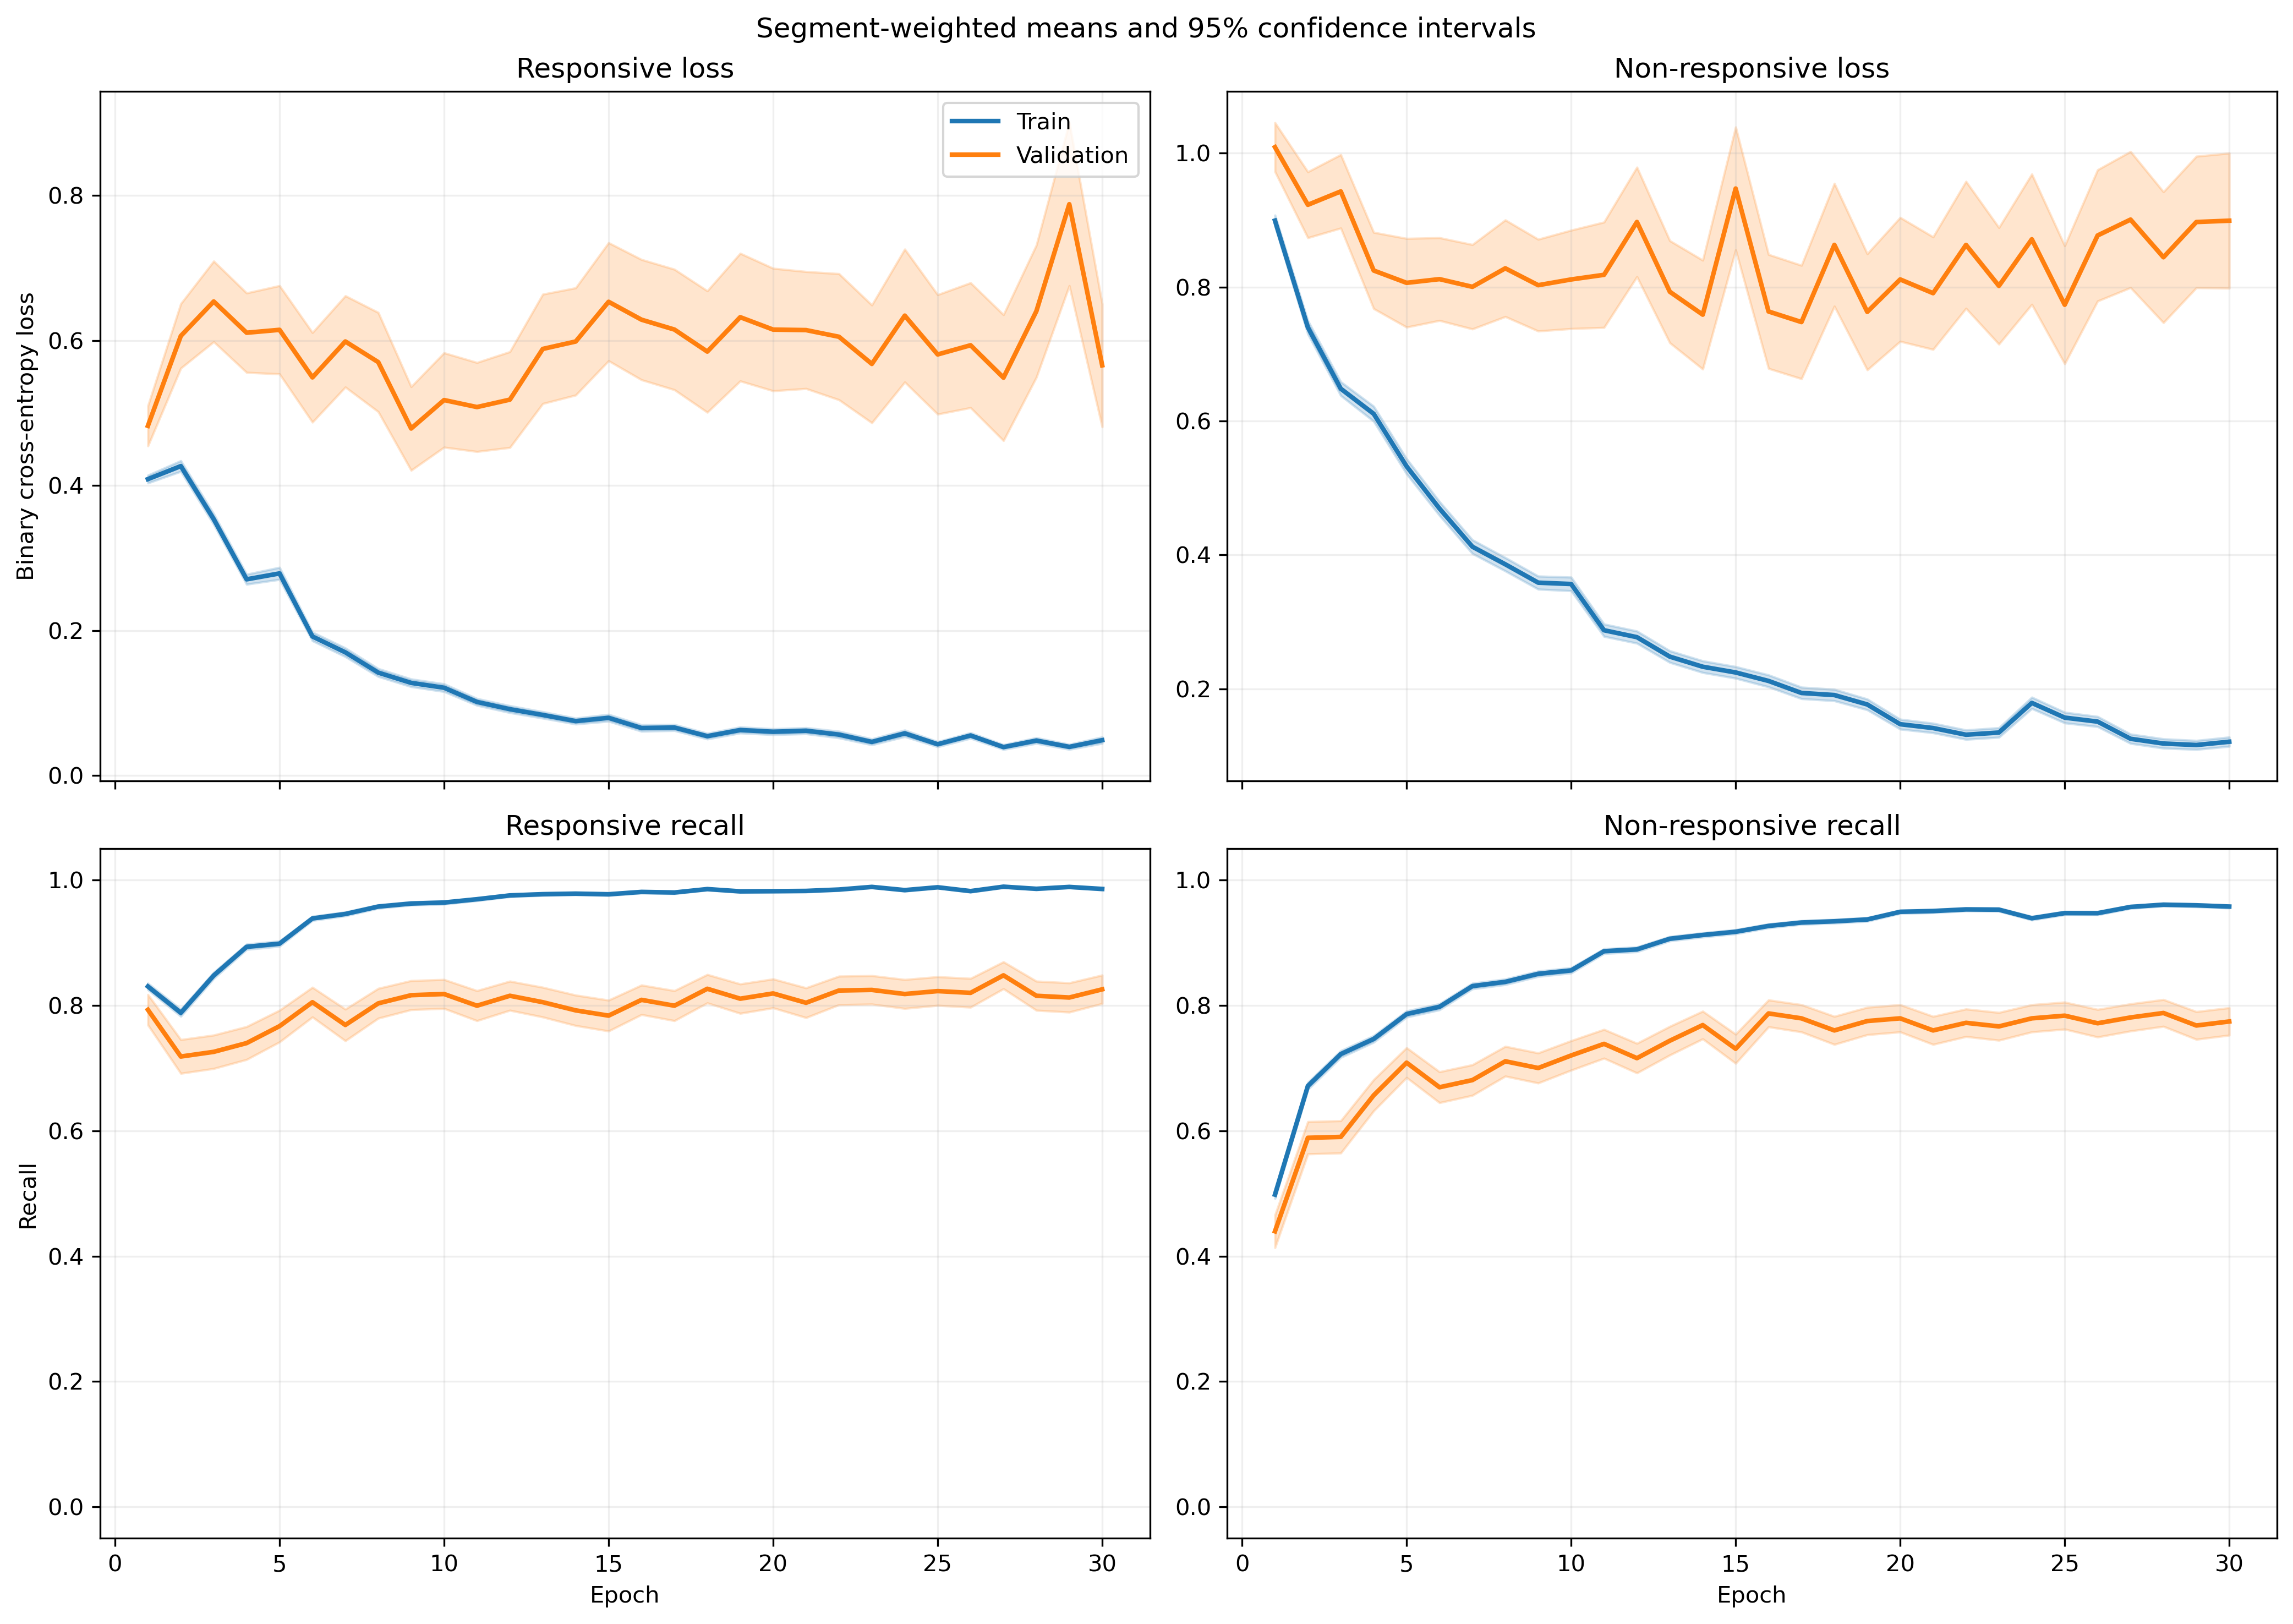 Segment-weighted means and 95% confidence intervals
Responsive loss
Non-responsive loss
Train
Validation
Binary cross-entropy loss
0.8
0.6
0.4
0.2
0.0
1.0
0.8
0.6
0.4
0.2
Responsive recall
Non-responsive recall
Recall
1.0
0.8
0.6
0.4
0.2
0.0
1.0
0.8
0.6
0.4
0.2
0.0
0 5 10 15 20 25 30
0 5 10 15 20 25 30
Epoch
Epoch